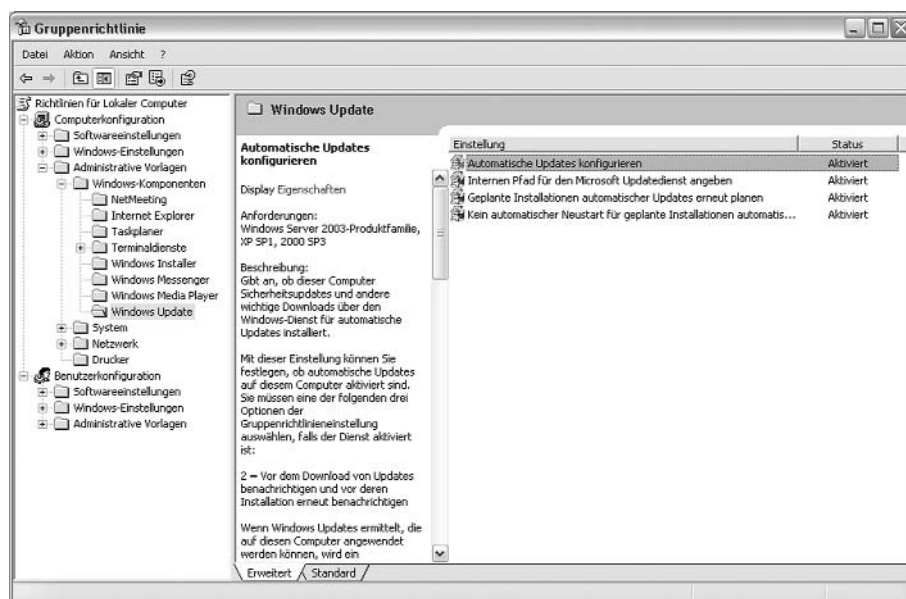 Gruppenrichtlinie
Datei Aktion Ansicht ?
Richtlinien für Lokaler Computer
Computerkonfiguration
Softwareeinstellungen
Windows-Einstellungen
Administrative Vorlagen
Windows-Komponenten
NetMeeting
Internet Explorer
Taskplaner
Terminaldienste
Windows Installer
Windows Messenger
Windows Media Player
Windows Update
System
Netzwerk
Drucker
Benutzerkonfiguration
Softwareeinstellungen
Windows-Einstellungen
Administrative Vorlagen
Windows Update
Automatische Updates
konfigurieren
Display Eigenschaften
Anforderungen:
Windows Server 2003-Produktfamilie,
XP SP1, 2000 SP3
Beschreibung:
Gibt an, ob dieser Computer
Sicherheitsupdates und andere
wichtige Downloads über den
Windows-Dienst für automatische
Updates installiert.
Mit dieser Einstellung können Sie
festlegen, ob automatische Updates
auf diesem Computer aktiviert sind.
Sie müssen eine der folgenden drei
Optionen der
Gruppenrichtlinieneinstellung
auswählen, falls der Dienst aktiviert
ist:
2 = Vor dem Download von Updates
benachrichtigen und vor deren
Installation erneut benachrichtigen
Wenn Windows Updates ermittelt, die
auf diesen Computer angewendet
werden können, wird ein
Einstellung Status
Automatische Updates konfigurieren Aktiviert
Internen Pfad für den Microsoft Updatedienst angeben Aktiviert
Geplante Installationen automatischer Updates erneut planen Aktiviert
Kein automatischer Neustart für geplante Installationen automatis... Aktiviert
Erweitert Standard